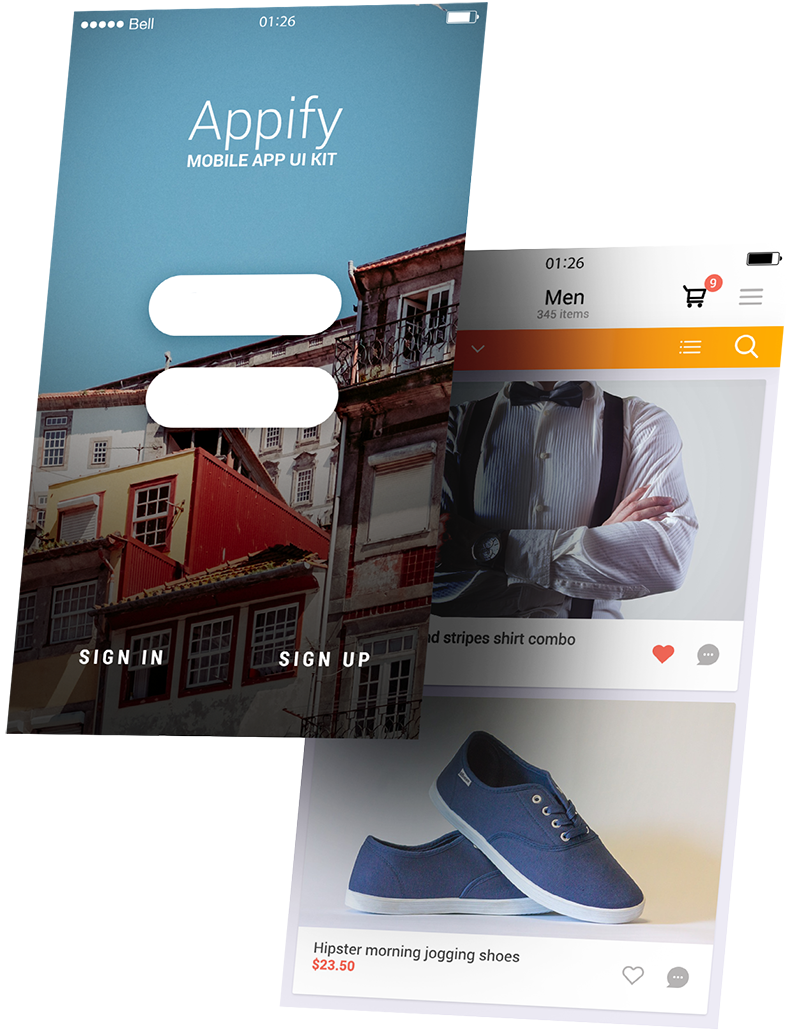 Bell
01:26
Appify
MOBILE APP UI KIT
SIGN IN
SIGN UP
01:26
9
Men
345 items
stripes shirt combo
Hipster morning jogging shoes
$23.50